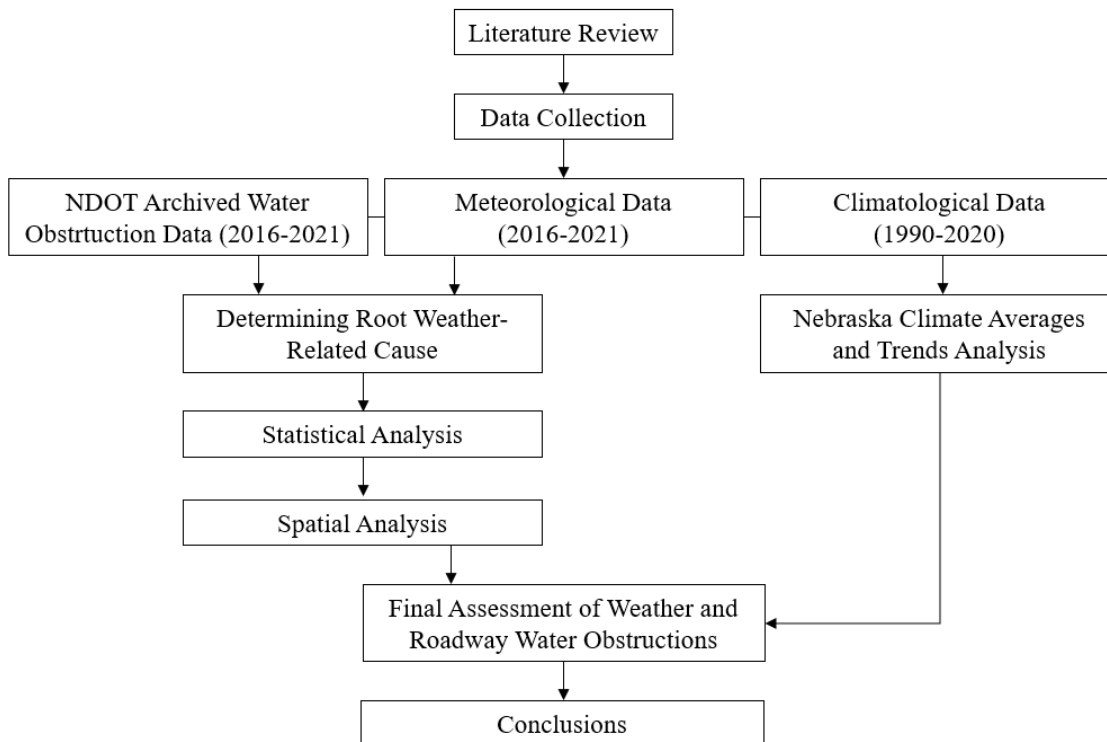 Literature Review
Data Collection
NDOT Archived Water
Obstrtuction Data (2016-2021)
Meteorological Data
(2016-2021)
Climatological Data
(1990-2020)
Determining Root Weather-
Related Cause
Nebraska Climate Averages
and Trends Analysis
Statistical Analysis
Spatial Analysis
Final Assessment of Weather and
Roadway Water Obstructions
Conclusions